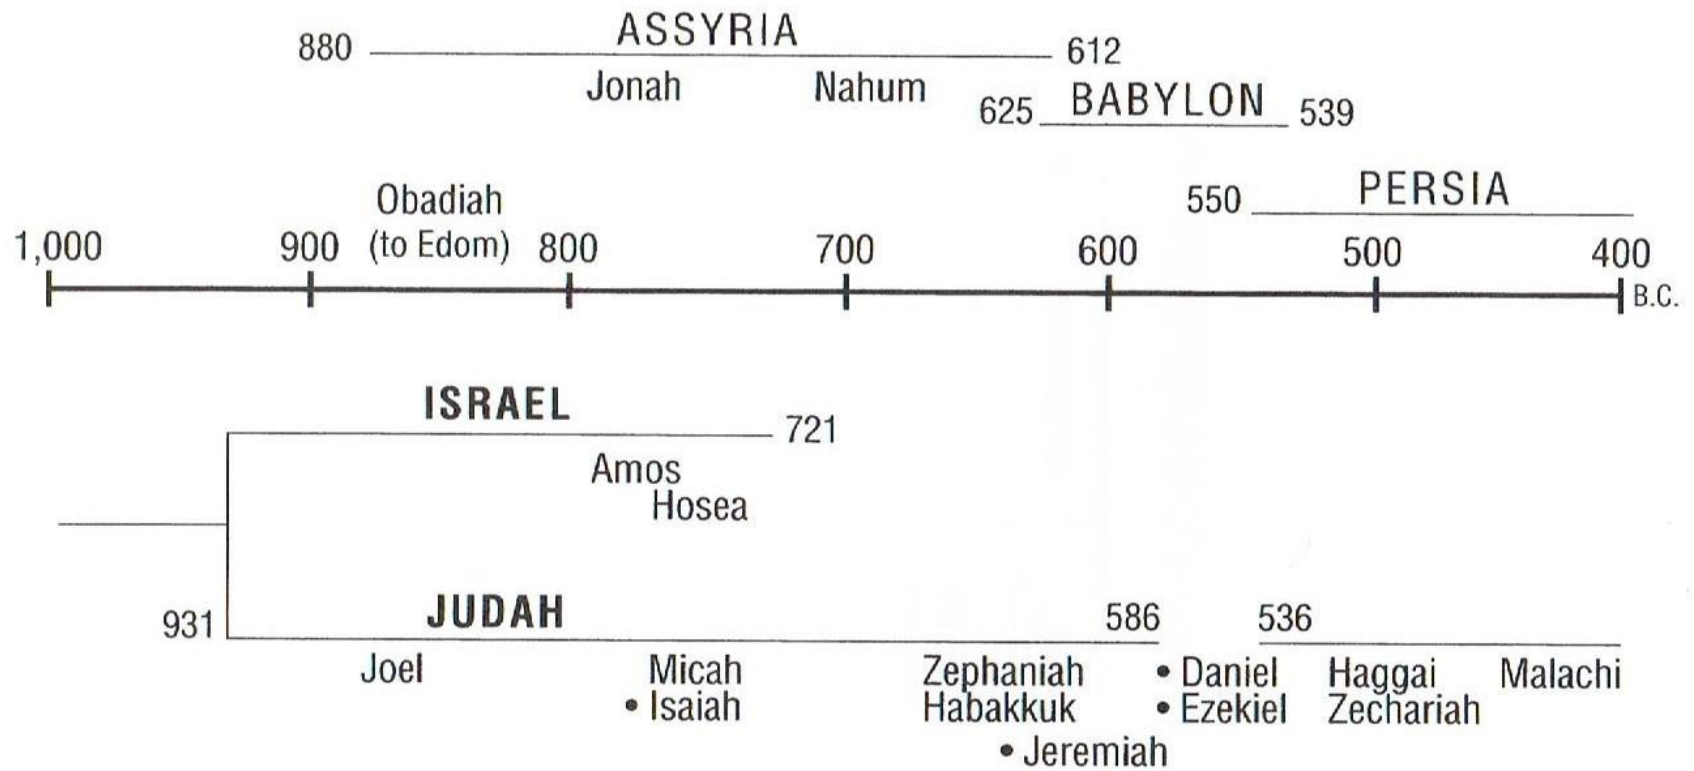 ASSYRIA
880 612
Jonah Nahum
625 BABYLON 539
Obadiah
550 PERSIA
1,000 900 (to Edom) 800 700 600 500 400
B.C.
ISRAEL
721
Amos
Hosea
931 JUDAH 586 536
Joel Micah Zephaniah • Daniel Haggai Malachi
• Isaiah Habakkuk • Ezekiel Zechariah
• Jeremiah